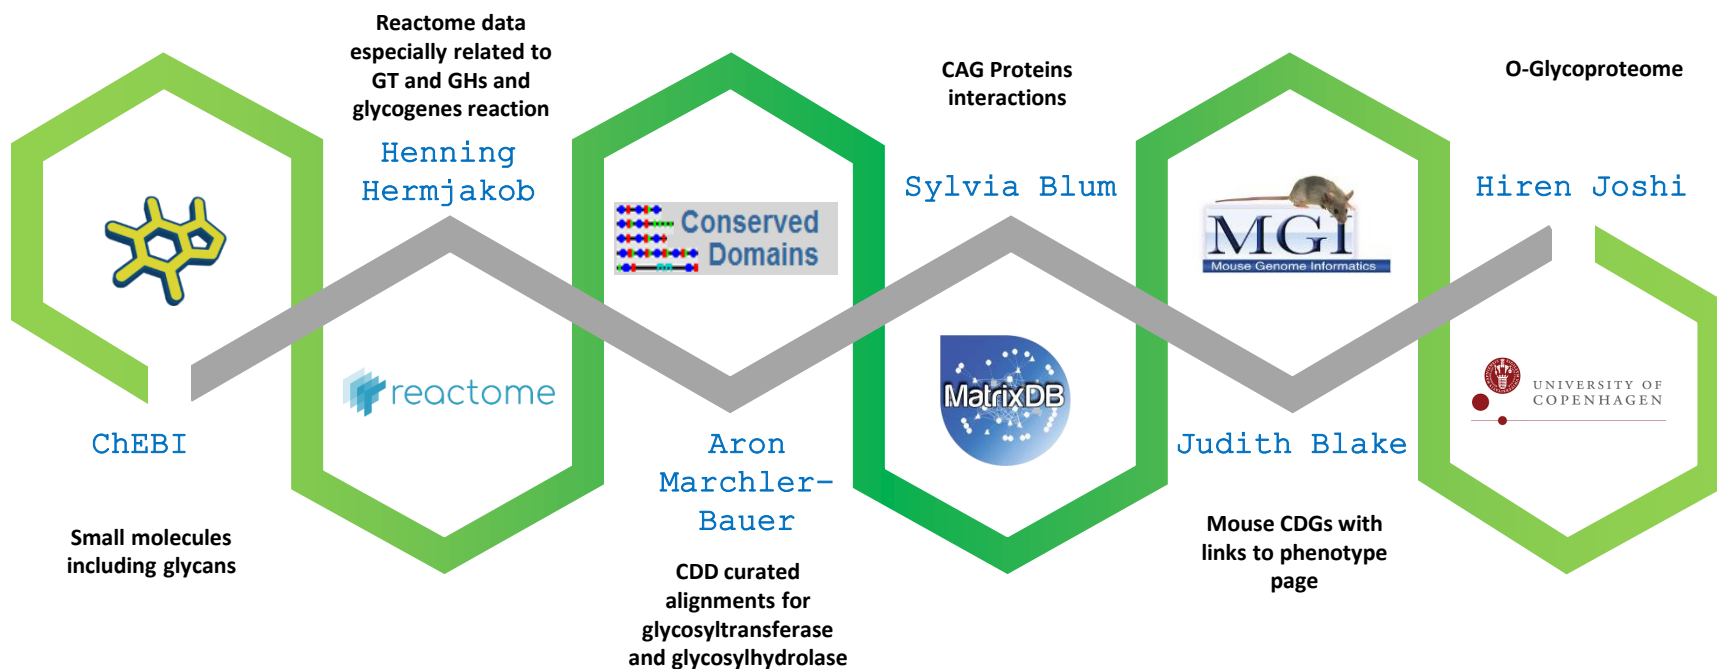 Reactome data
especially related to
GT and GHs and
glycogenes reaction
Henning
Hermjakob
reactome
ChEBI
Small molecules
including glycans
Conserved
Domains
Aron
Marchler-
Bauer
CDD curated
alignments for
glycosyltransferase
and glycosylhydrolase
CAG Proteins
interactions
Sylvia Blum
MatrixDB
MGI
Mouse Genome Informatics
Judith Blake
Mouse CDGs with
links to phenotype
page
O-Glycoproteome
Hiren Joshi
UNIVERSITY OF
COPENHAGEN